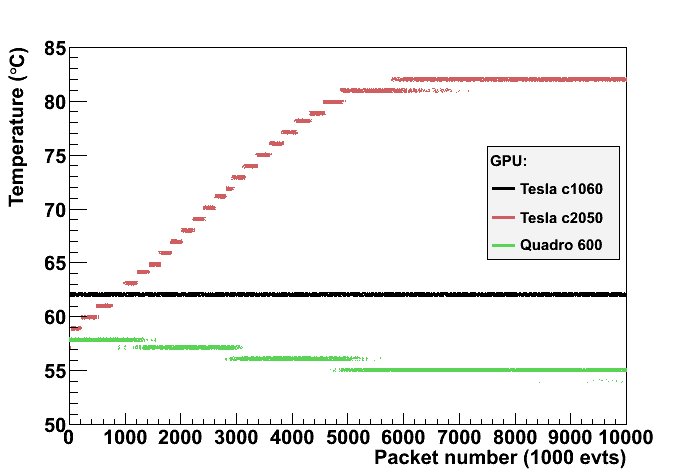 Temperature (°C)
85
80
75
70
65
60
55
50
GPU:
Tesla c1060
Tesla c2050
Quadro 600
0 1000 2000 3000 4000 5000 6000 7000 8000 9000 10000
Packet number (1000 evts)